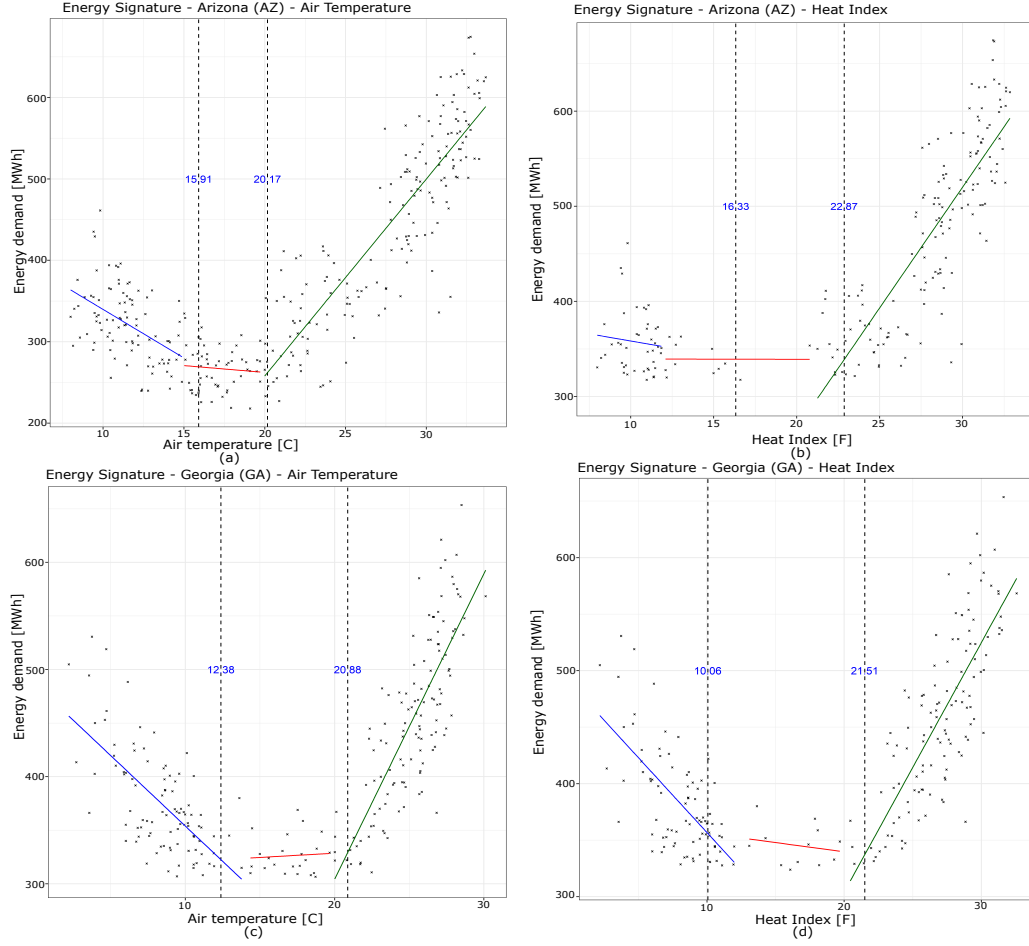 Energy Signature - Arizona (AZ) - Air Temperature
Energy demand [MWh]
600
500
400
300
200
15.91
20.17
10
15
20
25
30
Air temperature [C]
(a)
Energy Signature - Arizona (AZ) - Heat Index
Energy demand [MWh]
600
500
400
300
16.33
22.87
10
15
20
25
30
Heat Index [F]
(b)
Energy Signature - Georgia (GA) - Air Temperature
Energy demand [MWh]
600
500
400
300
12.38
20.88
10
20
30
Air temperature [C]
(c)
Energy Signature - Georgia (GA) - Heat Index
Energy demand [MWh]
600
500
400
300
10.06
21.51
10
20
30
Heat Index [F]
(d)